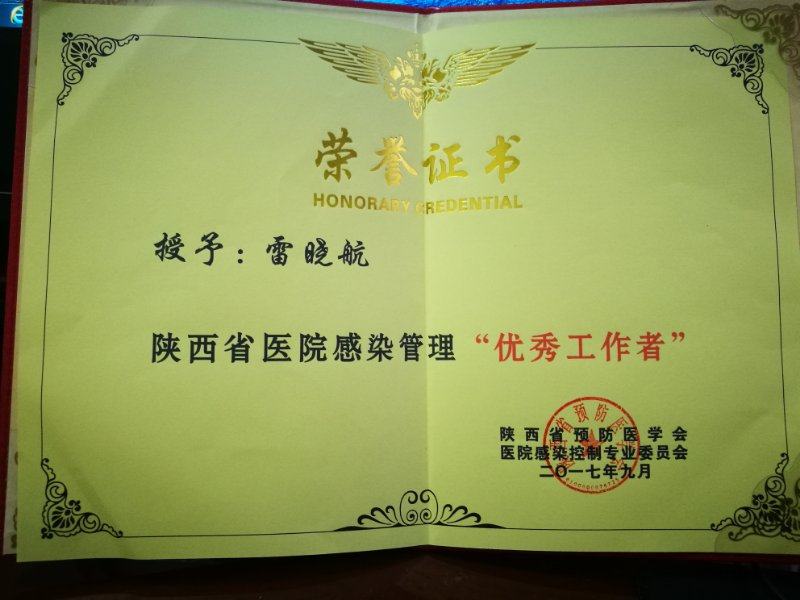 荣誉证书
HONORARY CREDENTIAL
授予：雷晓航
陕西省医院感染管理“优秀工作者”
陕西省预防医学会
医院感染控制专业委员会
二〇一七年九月